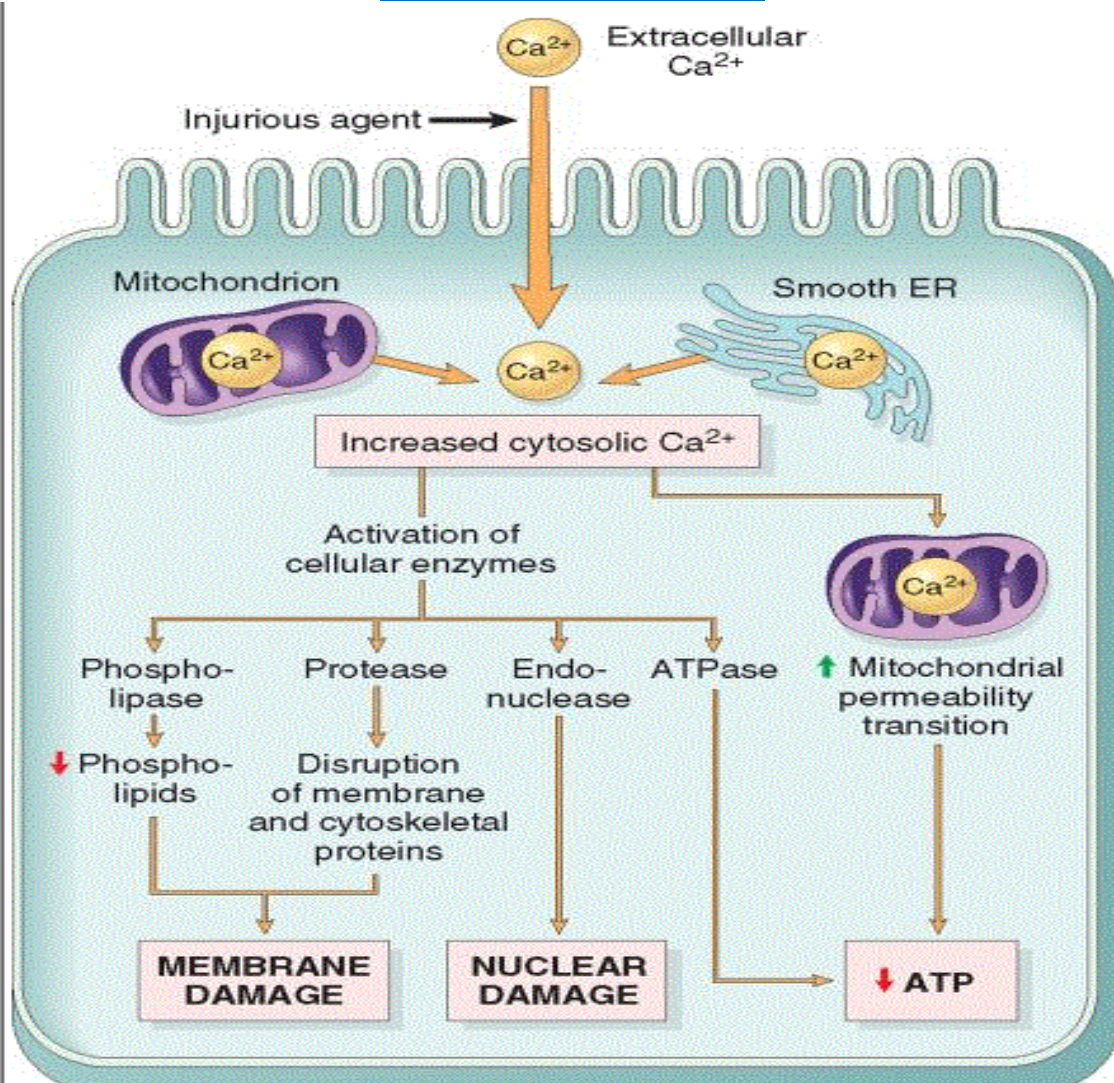 Ca2+
Extracellular
Ca2+
Injurious agent
Mitochondrion
Smooth ER
Ca2+
Ca2+
Ca2+
Increased cytosolic Ca2+
Activation of
cellular enzymes
Ca2+
Phospho-
lipase
Protease
Endo-
nuclease
ATPase
Mitochondrial
permeability
transition
Phospho-
lipids
Disruption
of membrane
and cytoskeletal
proteins
MEMBRANE
DAMAGE
NUCLEAR
DAMAGE
ATP